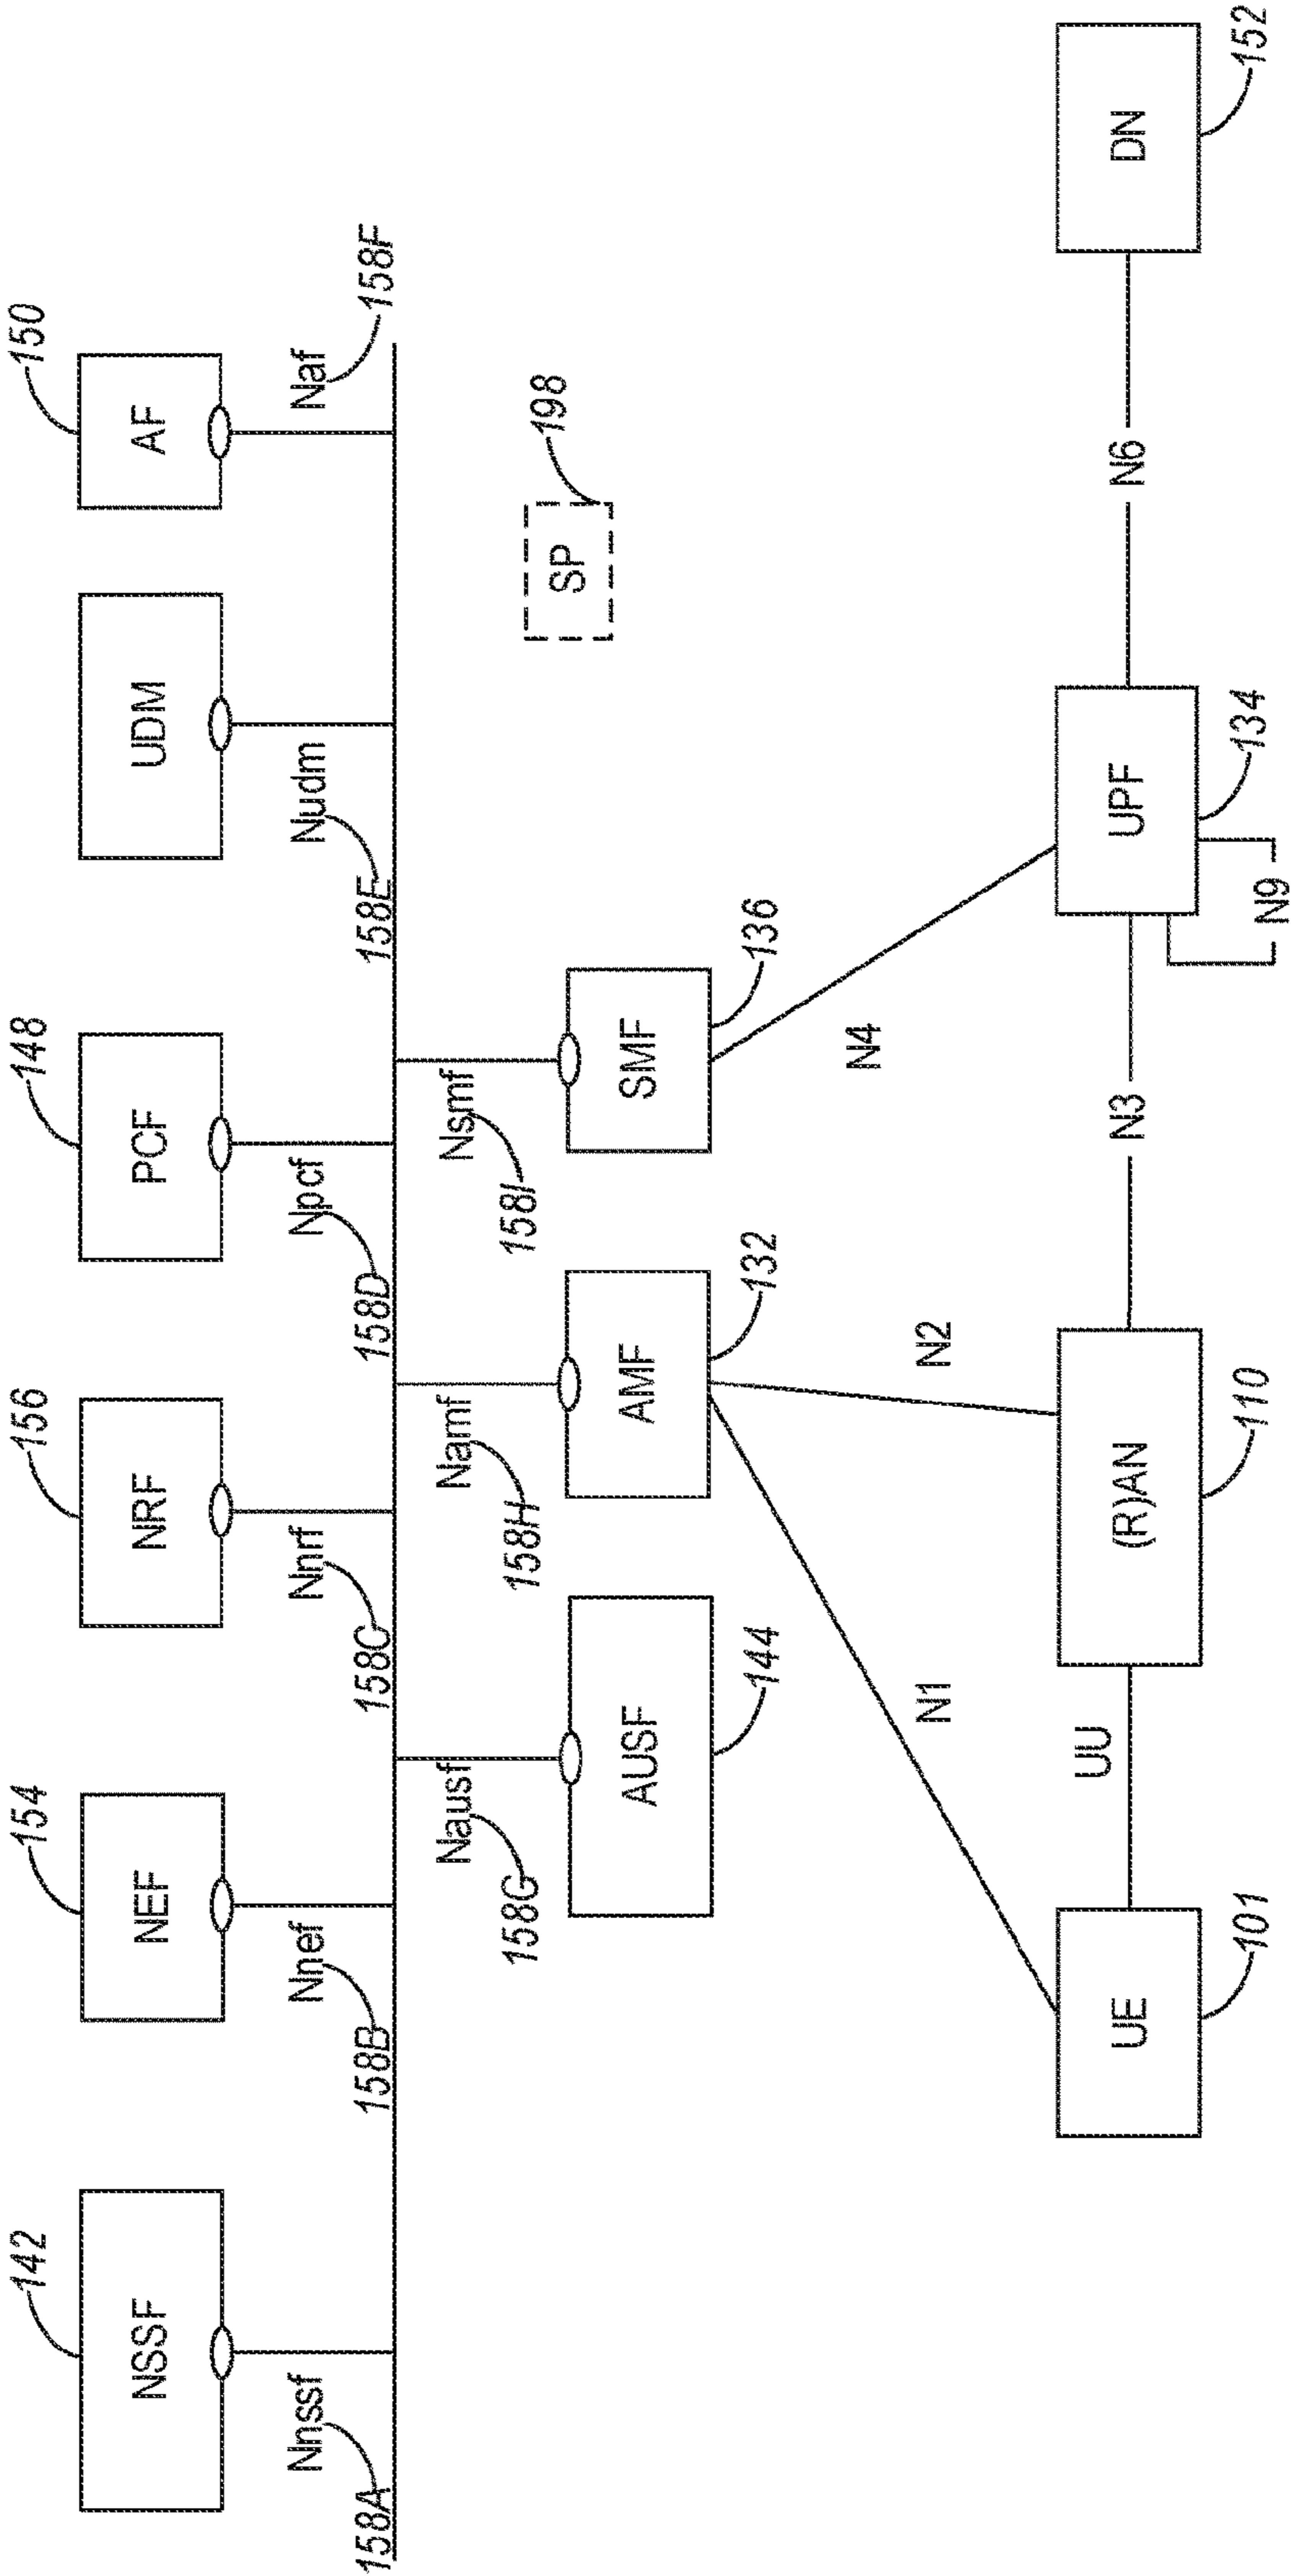 142
154
156
148
150
NSSF
NEF
NRF
PCF
UDM
AF
Nnssf
Nnef
Nnrf
Npcf
Nudm
Naf
158A
158B
158C
158D
158E
158F
Nausf
Namf
Nsmf
158G
158H
158I
198
SP
AUSF
AMF
SMF
144
132
136
N1
N2
N4
UE
UU
(R)AN
N3
UPF
N6
DN
101
110
N9
134
152